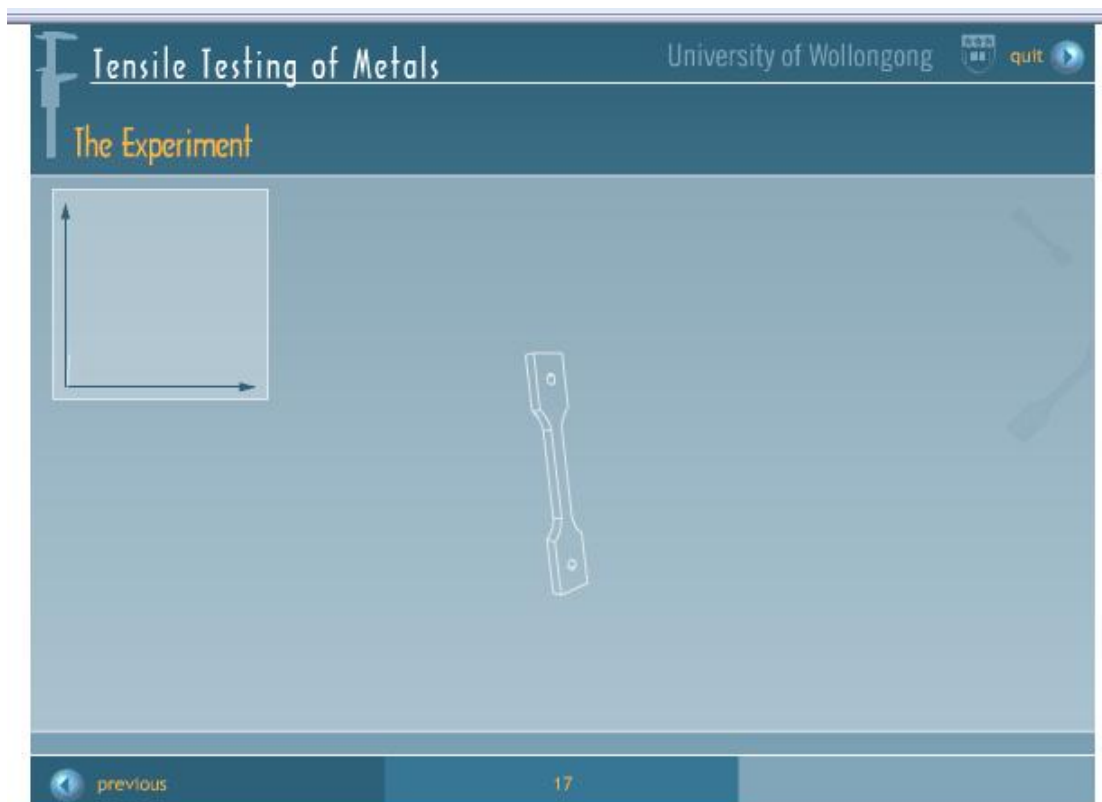 Tensile Testing of Metals
University of Wollongong
quit
The Experiment
previous
17